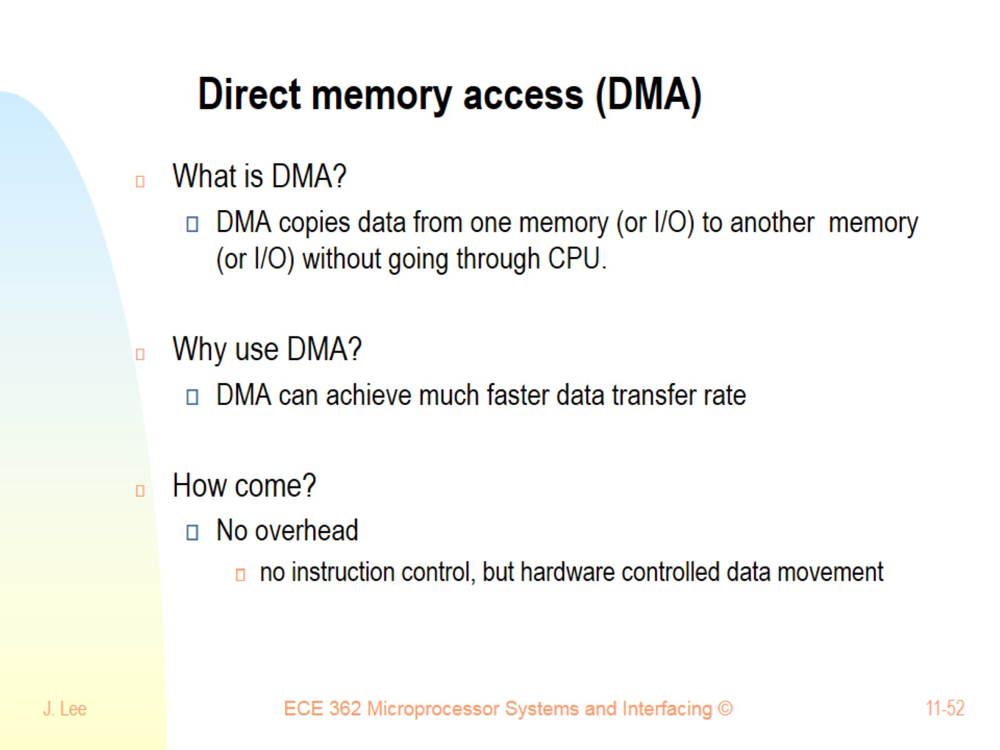 Direct memory access (DMA)
What is DMA?
DMA copies data from one memory (or I/O) to another memory
(or I/O) without going through CPU.
Why use DMA?
DMA can achieve much faster data transfer rate
How come?
No overhead
no instruction control, but hardware controlled data movement
J. Lee
ECE 362 Microprocessor Systems and Interfacing ©
11-52